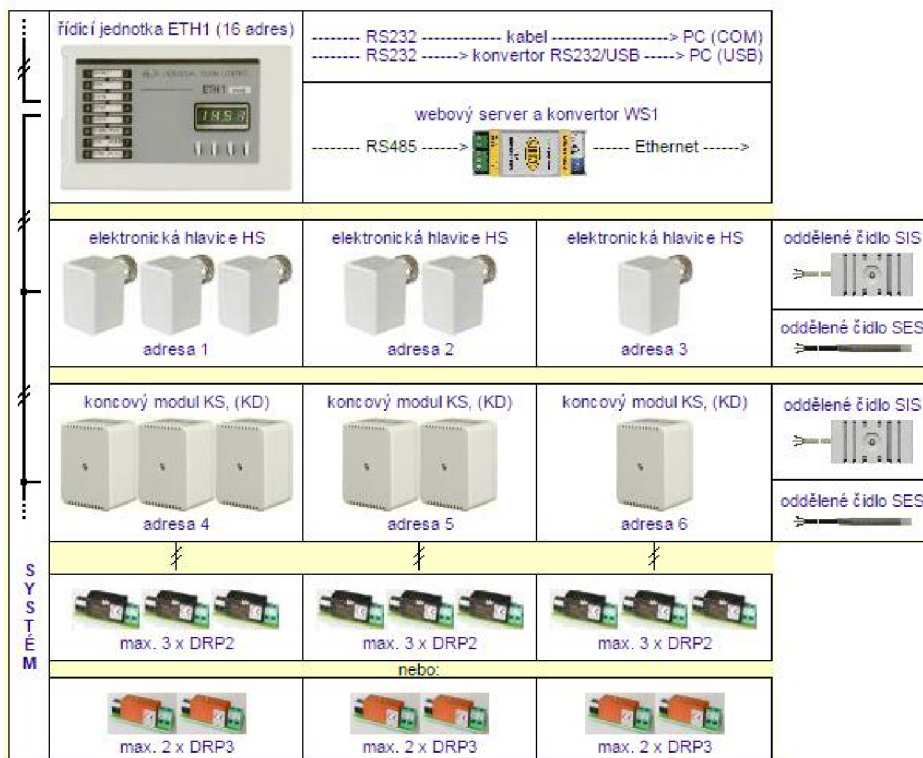 řídicí jednotka ETH1 (16 adres)
-------- RS232 ------------- kabel -------------------> PC (COM)
-------- RS232 -------> konvertor RS232/USB -----> PC (USB)
ETH1
webový server a konvertor WS1
-------- RS485 ------> ------ Ethernet ------>
elektronická hlavice HS
elektronická hlavice HS
elektronická hlavice HS
oddělené čidlo SIS
adresa 1
adresa 2
adresa 3
oddělené čidlo SES
koncový modul KS, (KD)
koncový modul KS, (KD)
koncový modul KS, (KD)
oddělené čidlo SIS
adresa 4
adresa 5
adresa 6
oddělené čidlo SES
SYSTÉM
max. 3 x DRP2
max. 3 x DRP2
max. 3 x DRP2
nebo:
max. 2 x DRP3
max. 2 x DRP3
max. 2 x DRP3